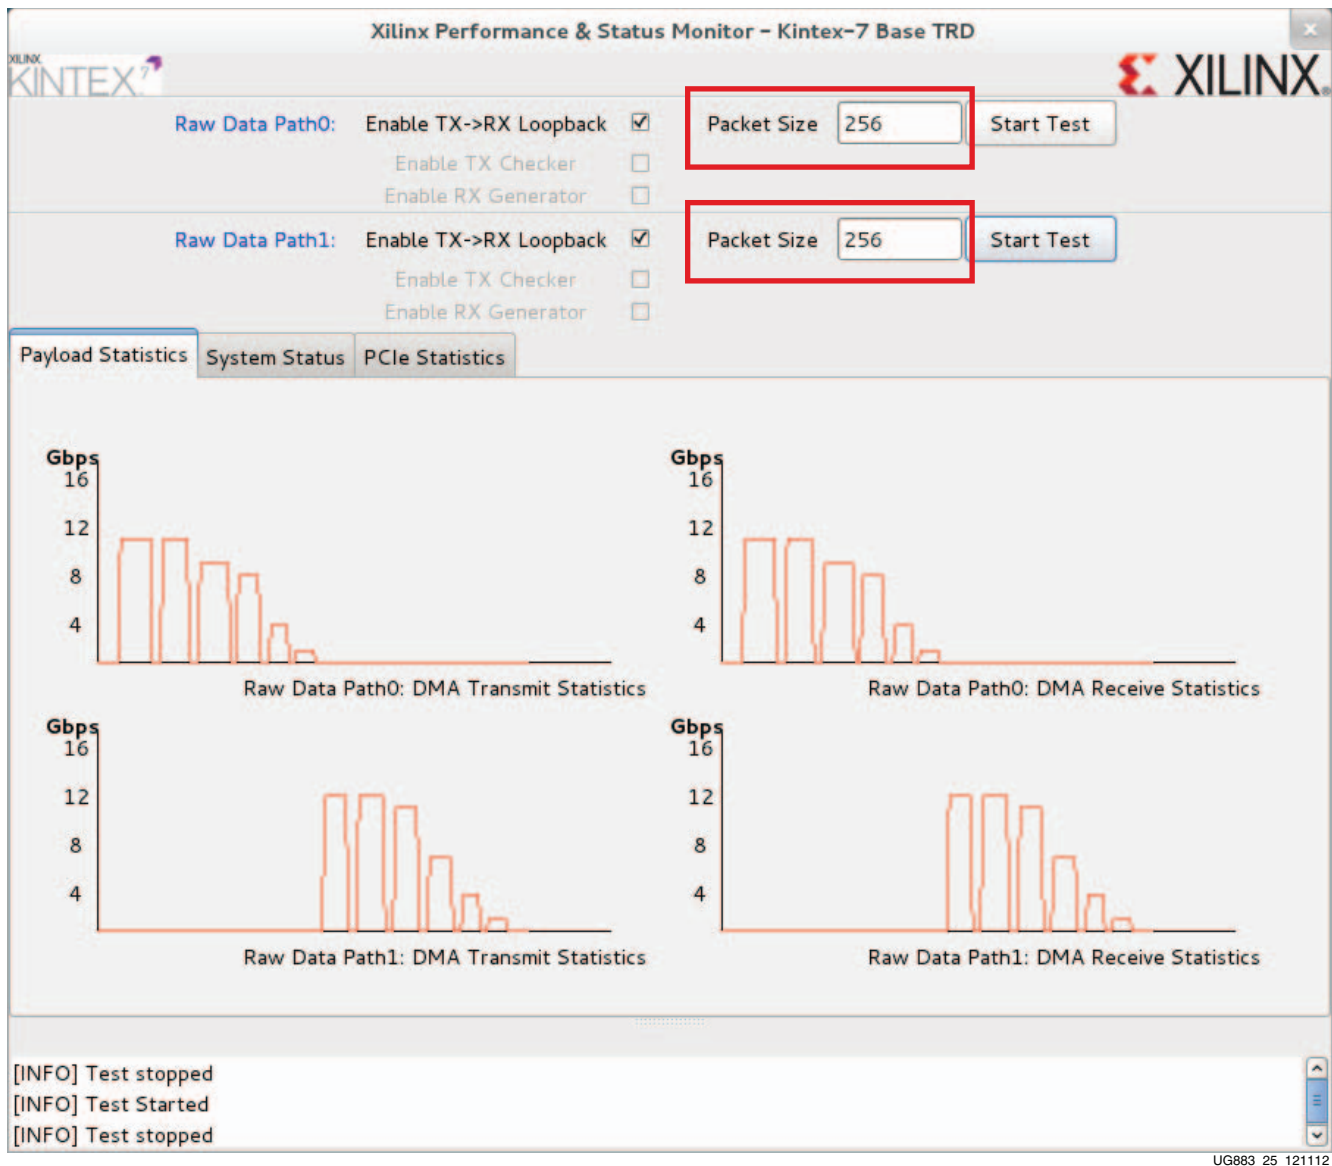 Xilinx Performance & Status Monitor – Kintex-7 Base TRD
XILINX
KINTEX 7
XILINX
Raw Data Path0: Enable TX->RX Loopback Packet Size 256 Start Test
Enable TX Checker
Enable RX Generator
Raw Data Path1: Enable TX->RX Loopback Packet Size 256 Start Test
Enable TX Checker
Enable RX Generator
Payload Statistics System Status PCIe Statistics
Gbps
16
12
8
4
Raw Data Path0: DMA Transmit Statistics
Gbps
16
12
8
4
Raw Data Path0: DMA Receive Statistics
Gbps
16
12
8
4
Raw Data Path1: DMA Transmit Statistics
Gbps
16
12
8
4
Raw Data Path1: DMA Receive Statistics
[INFO] Test stopped
[INFO] Test Started
[INFO] Test stopped
UG883_25_121112